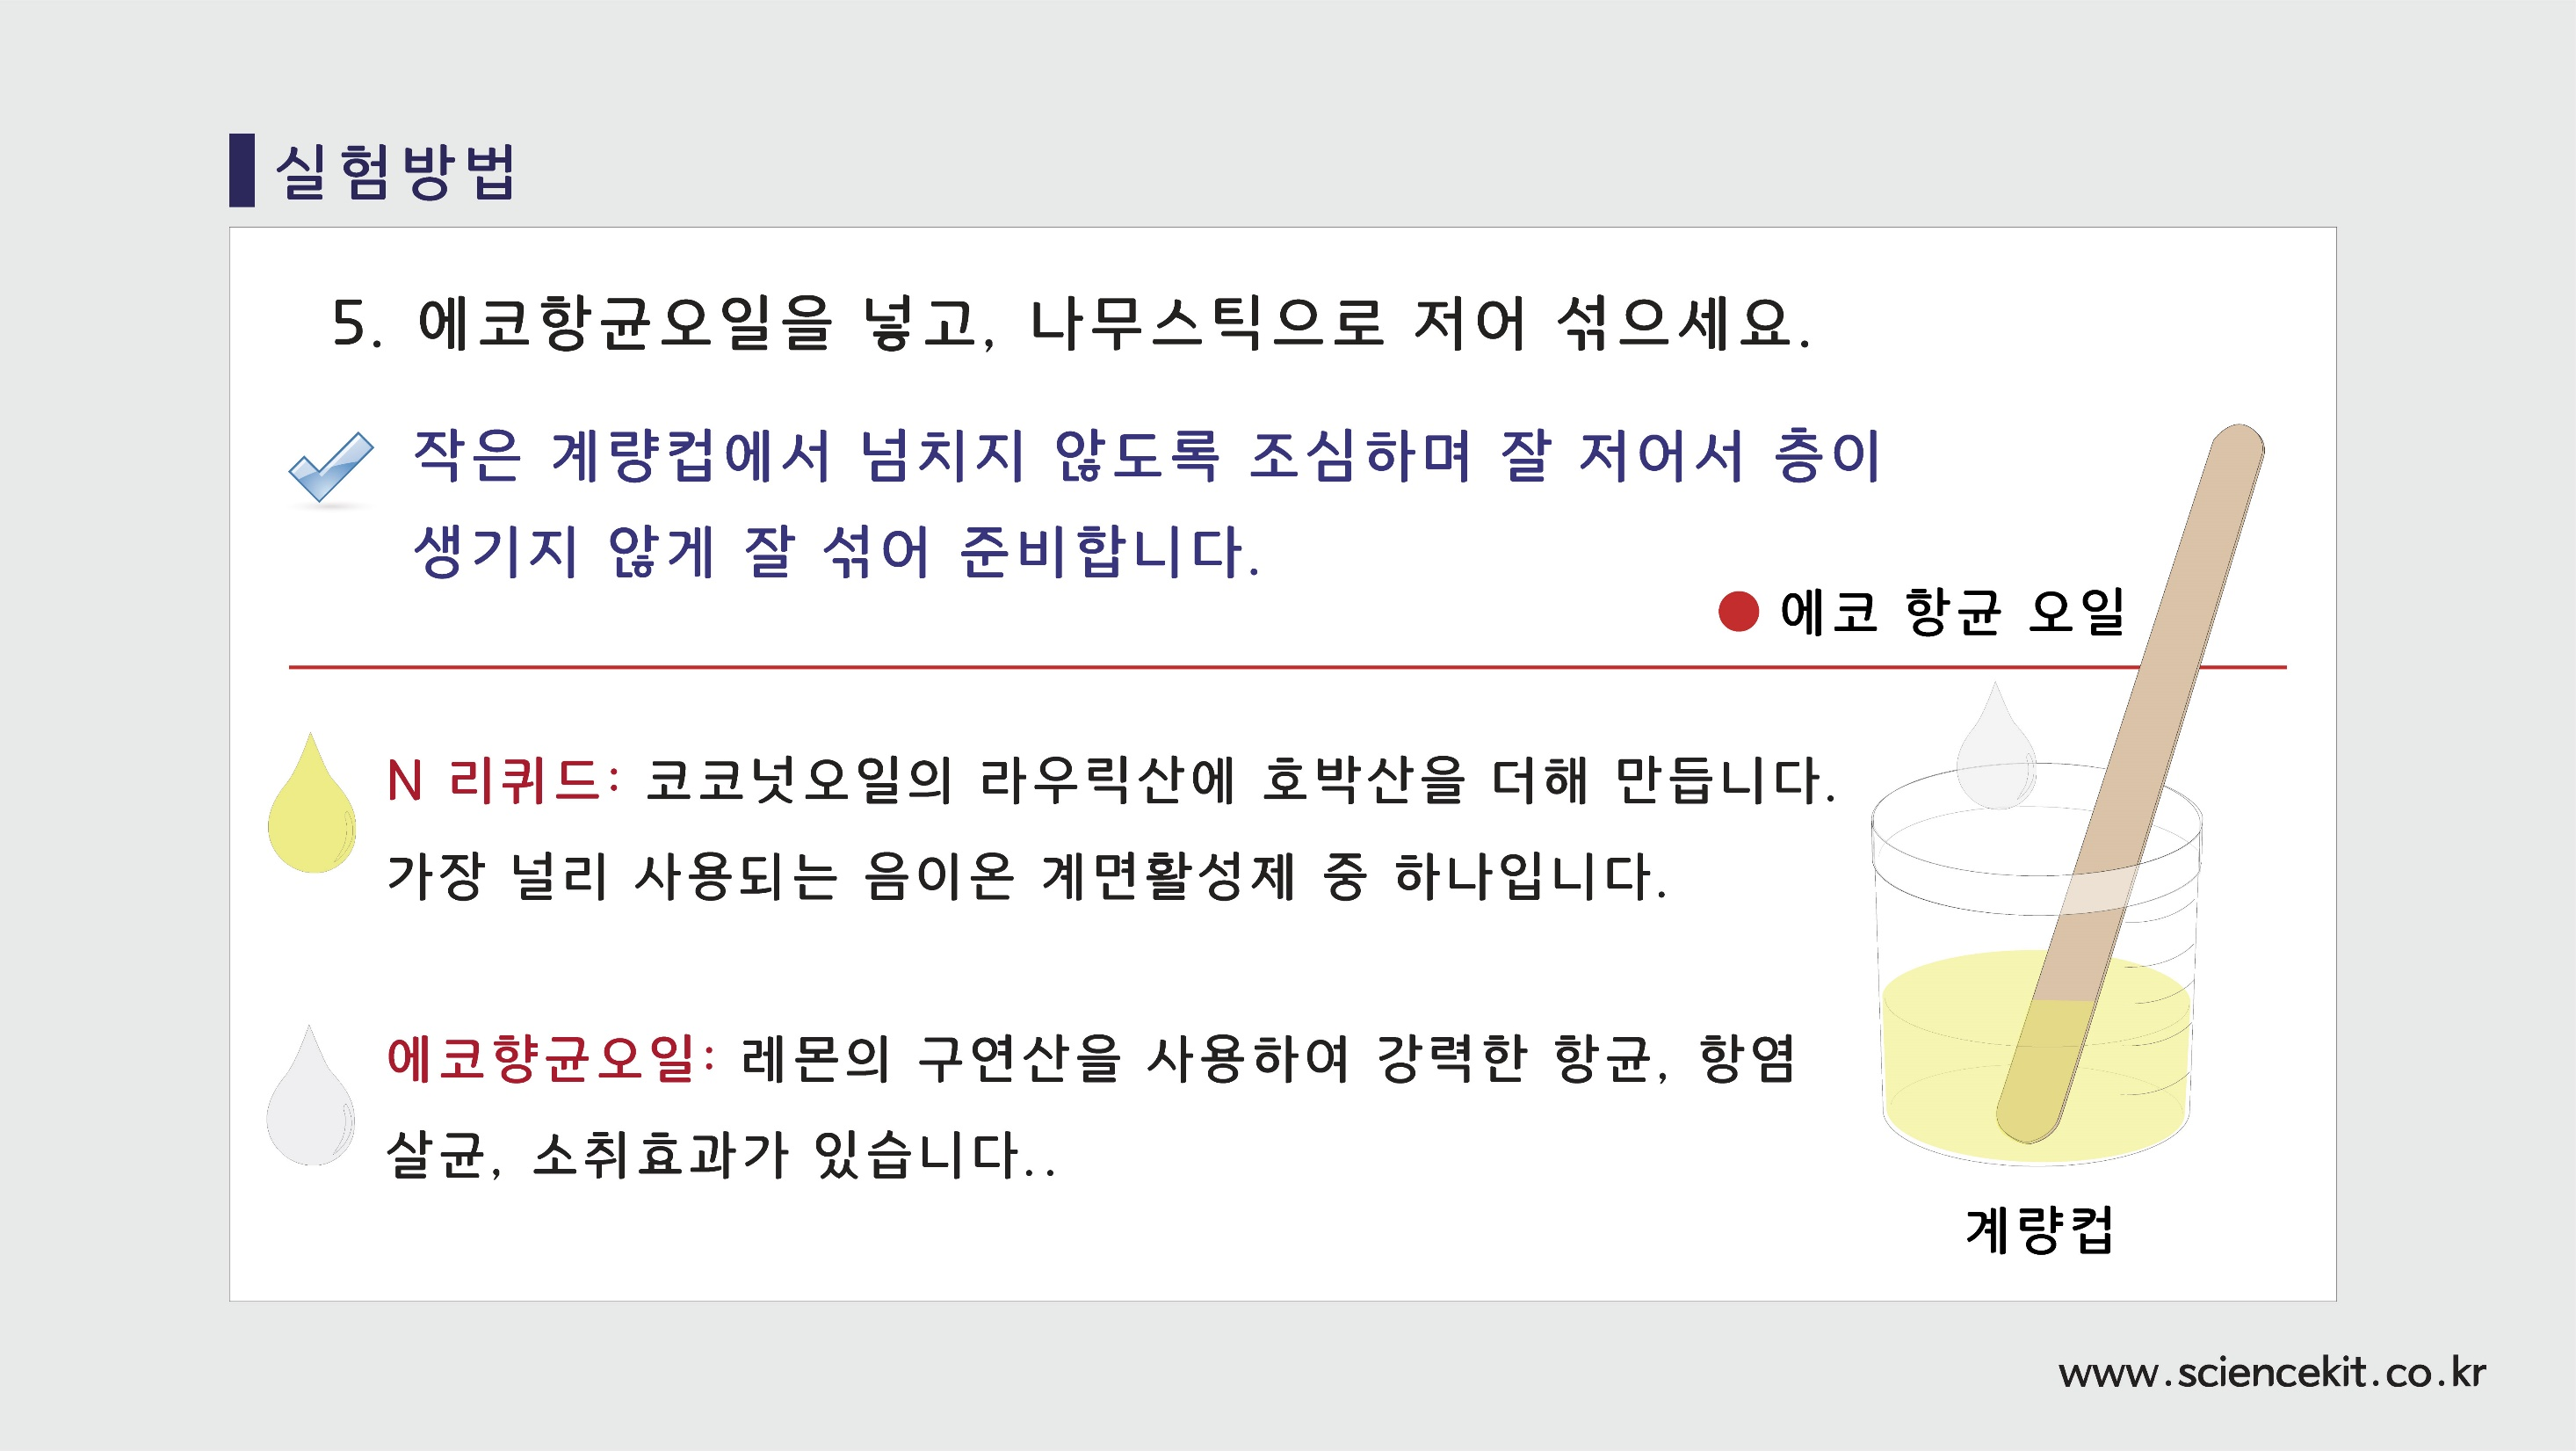 실험방법
5. 에코항균오일을 넣고, 나무스틱으로 저어 섞으세요.
작은 계량컵에서 넘치지 않도록 조심하며 잘 저어서 층이
생기지 않게 잘 섞어 준비합니다.
에코 항균 오일
N 리퀴드: 코코넛오일의 라우릭산에 호박산을 더해 만듭니다.
가장 널리 사용되는 음이온 계면활성제 중 하나입니다.
에코향균오일: 레몬의 구연산을 사용하여 강력한 항균, 항염
살균, 소취효과가 있습니다..
계량컵
www.sciencekit.co.kr